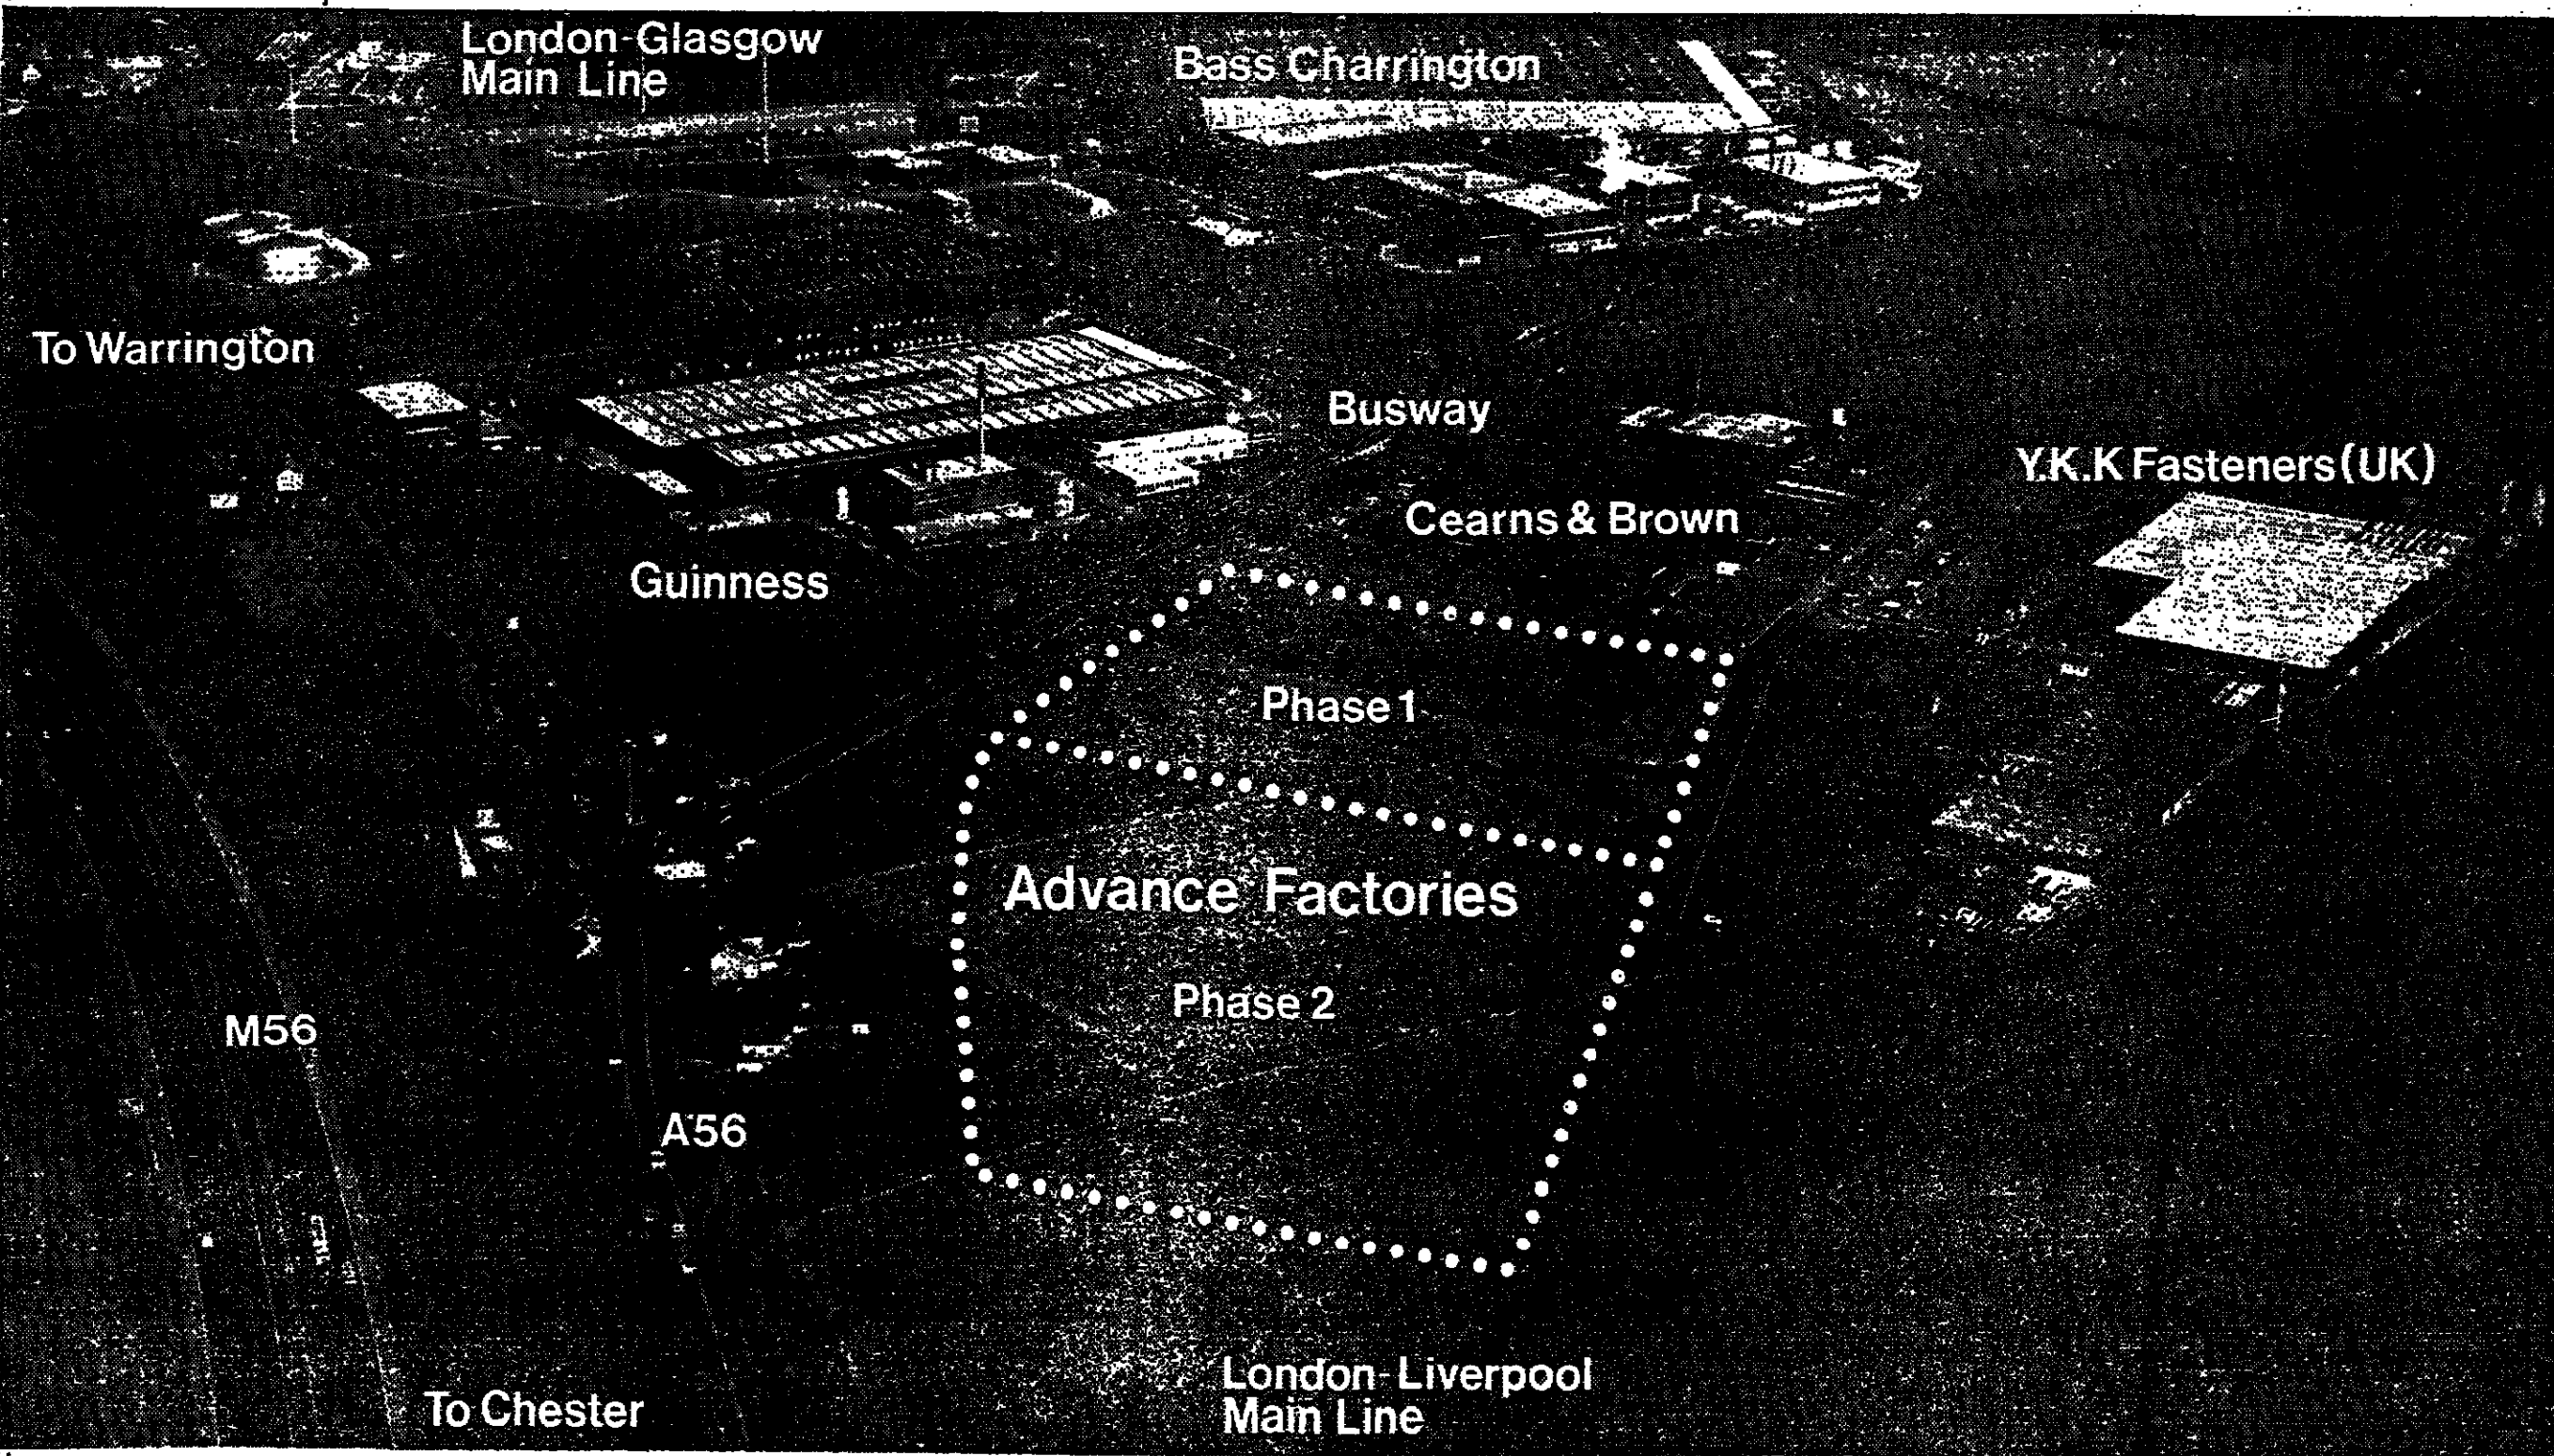 London-Glasgow
Main Line
Bass Charrington
To Warrington
Busway
Y.K.K Fasteners (UK)
Cearns & Brown
Guinness
Phase 1
Advance Factories
Phase 2
M56
A56
London-Liverpool
Main Line
To Chester